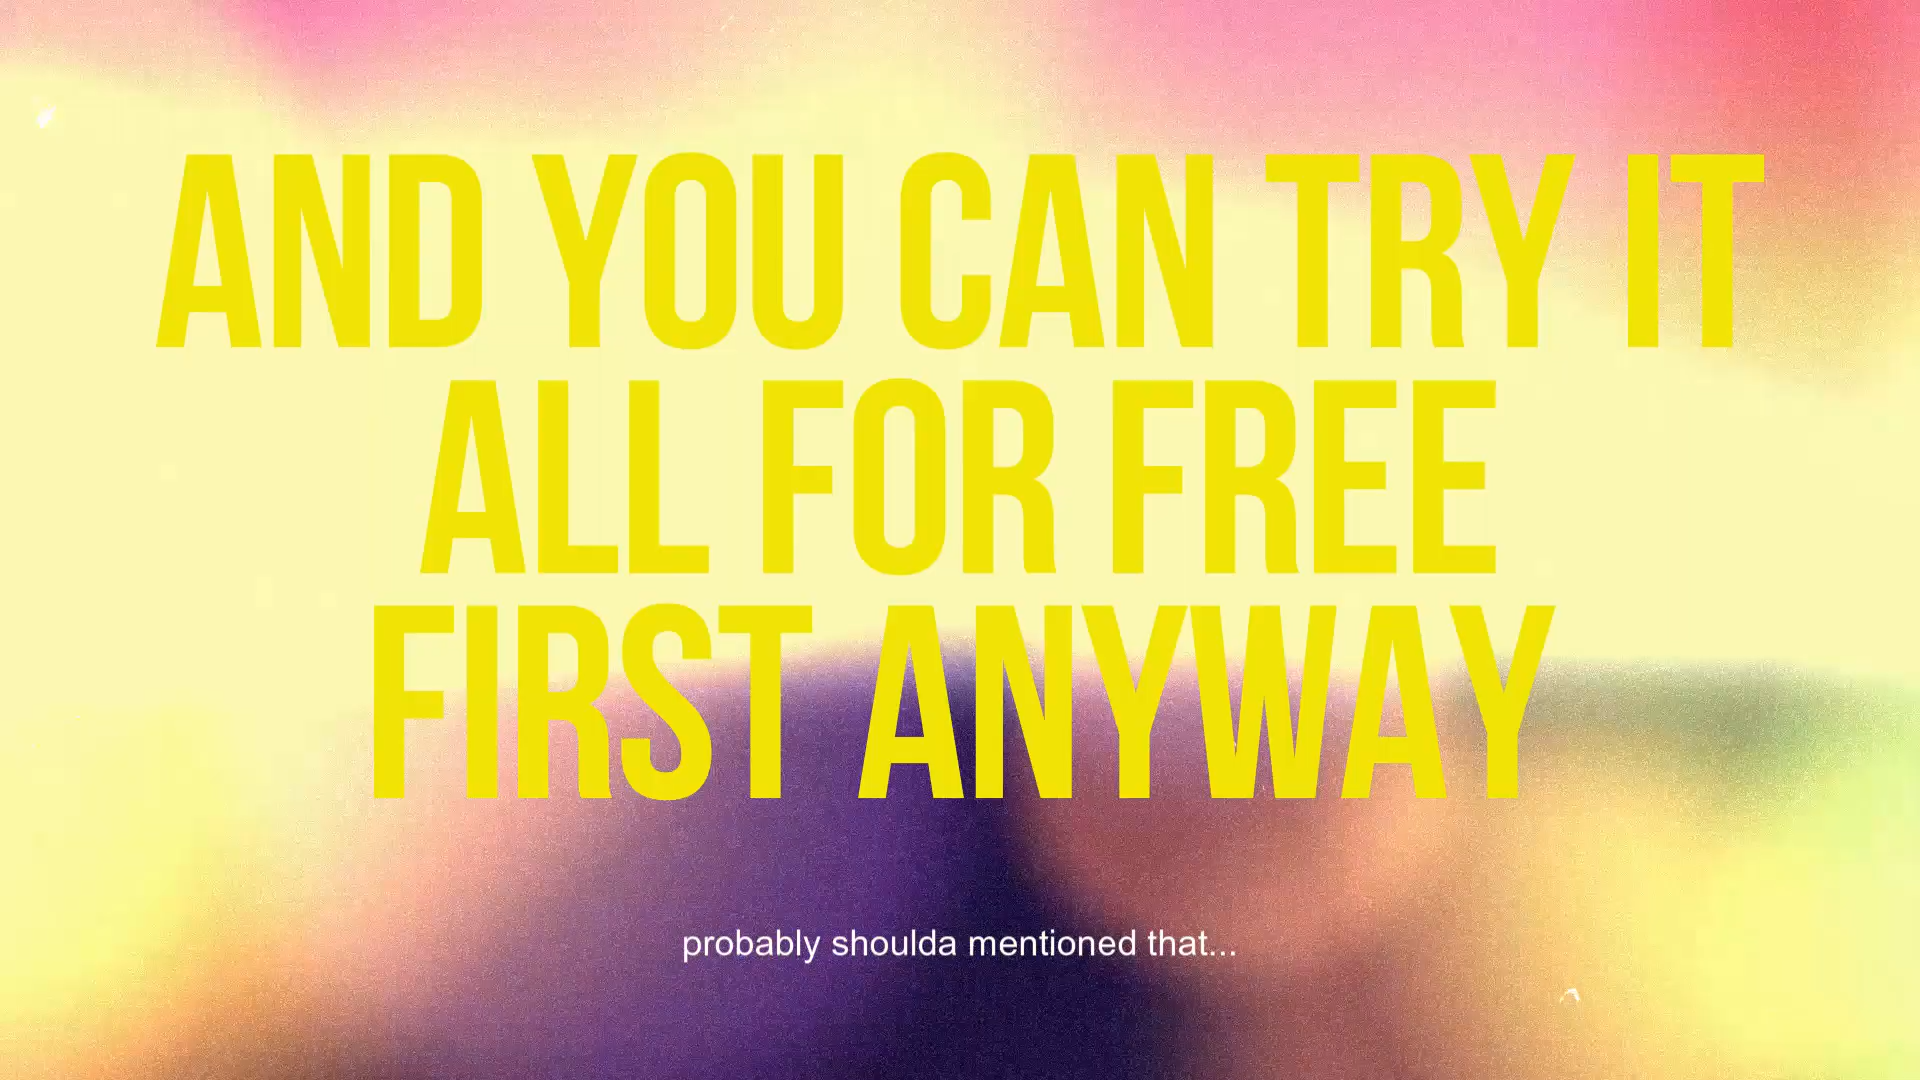 AND YOU CAN TRY IT
ALL FOR FREE
FIRST ANYWAY
probably shoulda mentioned that...